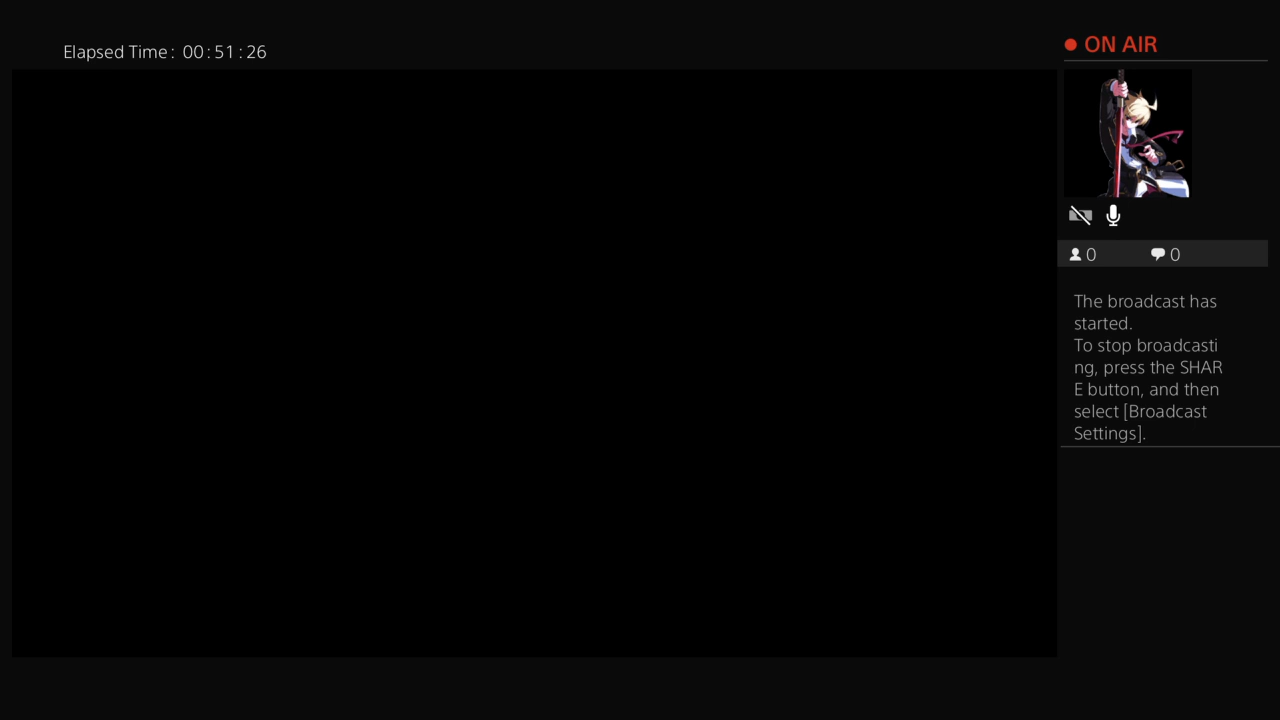 Elapsed Time: 00:51:26
ON AIR
0 0
The broadcast has
started.
To stop broadcasti
ng, press the SHAR
E button, and then
select [Broadcast
Settings].